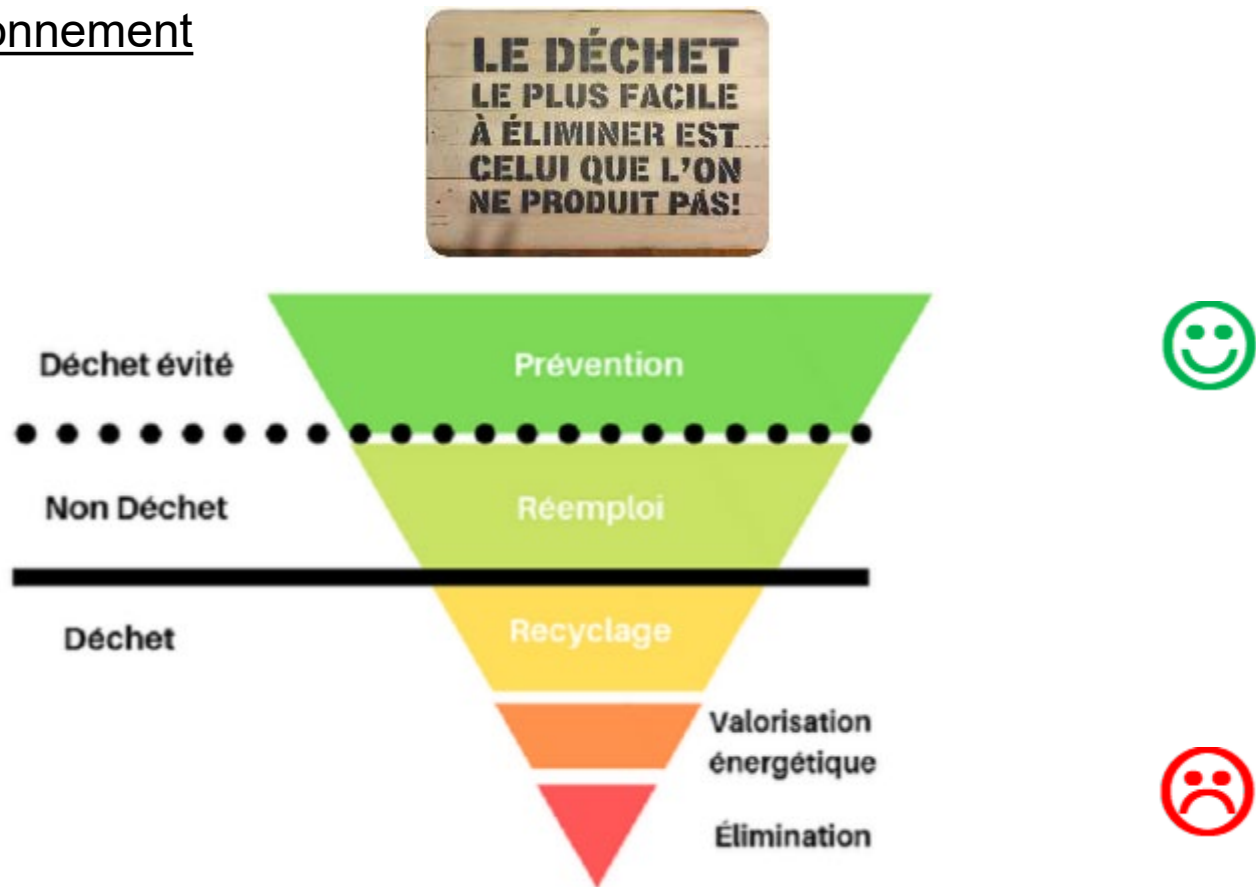 onnement
LE DÉCHET
LE PLUS FACILE
À ÉLIMINER EST
CELUI QUE L'ON
NE PRODUIT PAS!
Déchet évité
Prévention
Non Déchet
Réemploi
Déchet
Recyclage
Valorisation
énergétique
Élimination